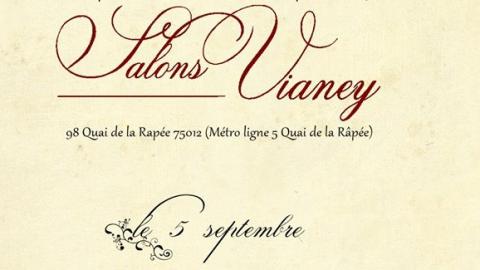 Salons Vianey
98 Quai de la Rapée 75012 (Métro ligne 5 Quai de la Râpée)
le 5 septembre